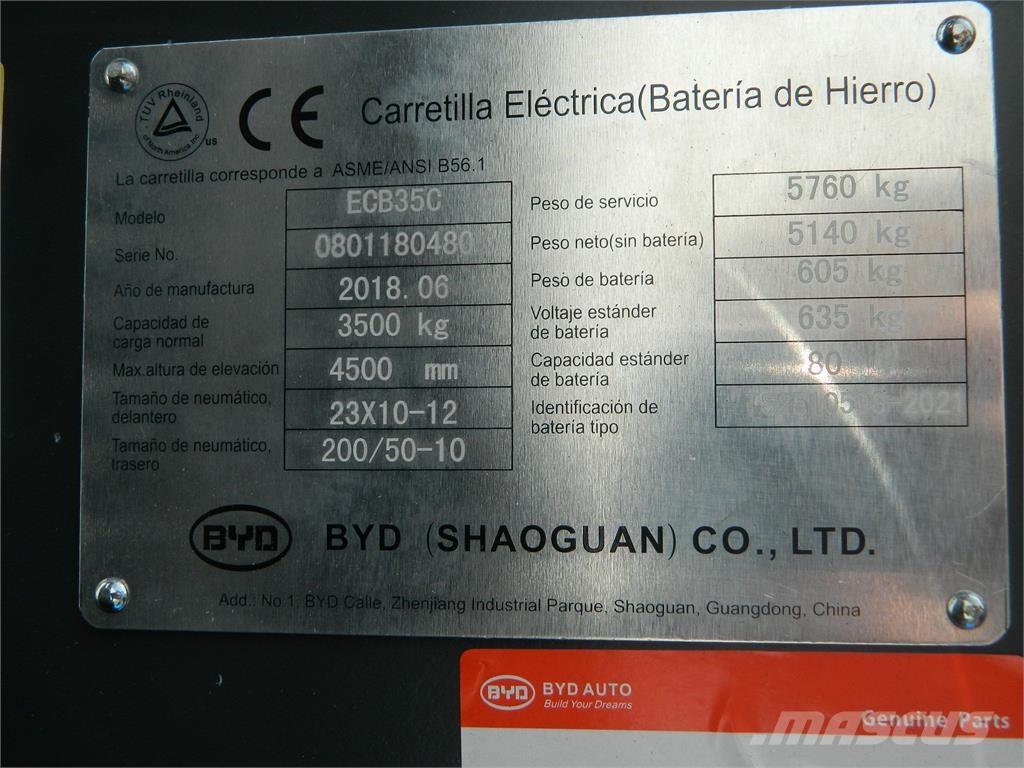 TÜV Rheinland
of North America, Inc.
US
CE
Carretilla Eléctrica(Batería de Hierro)
La carretilla corresponde a ASME/ANSI B56.1
Modelo ECB35C
Serie No. 0801180480
Año de manufactura 2018.06
Capacidad de
carga normal 3500 kg
Max.altura de elevación 4500 mm
Tamaño de neumático,
delantero 23X10-12
Tamaño de neumático,
trasero 200/50-10
Peso de servicio 5760 kg
Peso neto(sin batería) 5140 kg
Peso de batería 605 kg
Voltaje estánder
de batería 635 kg
Capacidad estánder
de batería 80
Identificación de
batería tipo
BYD BYD (SHAOGUAN) CO., LTD.
Add.: No.1, BYD Calle, Zhenjiang Industrial Parque, Shaoguan, Guangdong, China
BYD BYD AUTO
Build Your Dreams
Genuine Parts
MASCUS